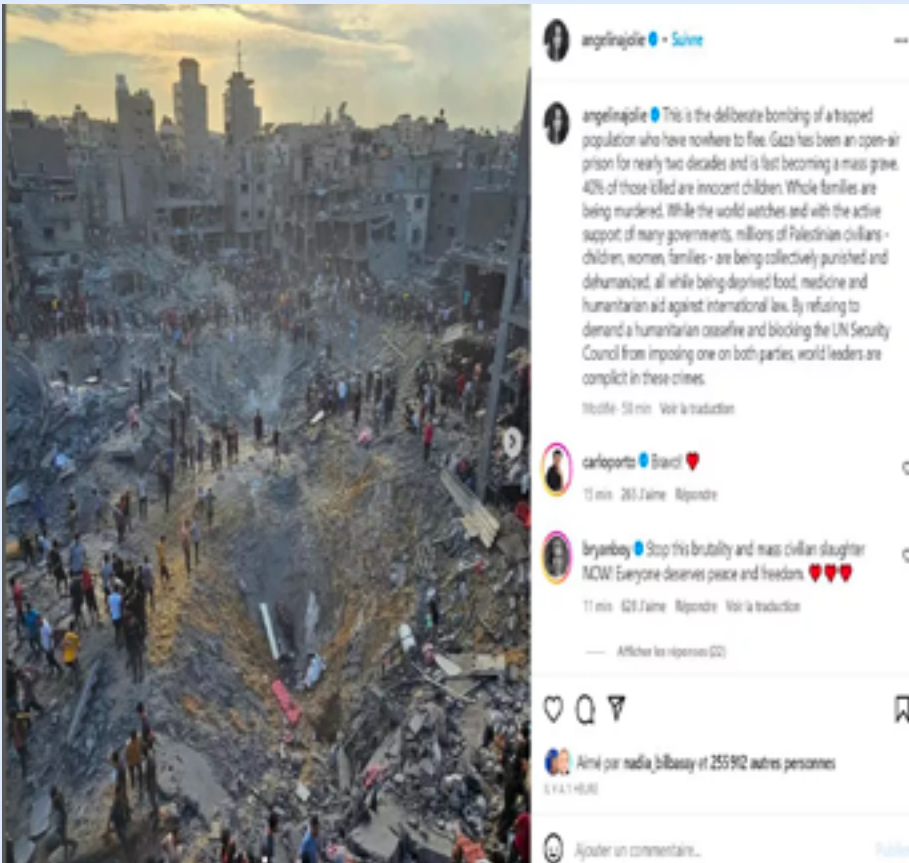 angelinajolie • Suivre
angelinajolie This is the deliberate bombing of a trapped
population who have nowhere to flee. Gaza has been an open-air
prison for nearly two decades and is fast becoming a mass grave.
40% of those killed are innocent children. Whole families are
being murdered. While the world watches and with the active
support of many governments, millions of Palestinian civilians -
children, women, families - are being collectively punished and
dehumanized, all while being deprived food, medicine and
humanitarian aid against international law. By refusing to
demand a humanitarian ceasefire and blocking the UN Security
Council from imposing one on both parties, world leaders are
complicit in these crimes.
Modifié · 50 min Voir la traduction
carloporto Bravo!
15 min 263 J'aime Répondre
bryanboy Stop this brutality and mass civilian slaughter
NOW! Everyone deserves peace and freedom.
11 min 628 J'aime Répondre Voir la traduction
Afficher les réponses (22)
Aimé par nadia_bilbassy et 255 912 autres personnes
IL Y A 1 HEURE
Ajouter un commentaire...
Publier